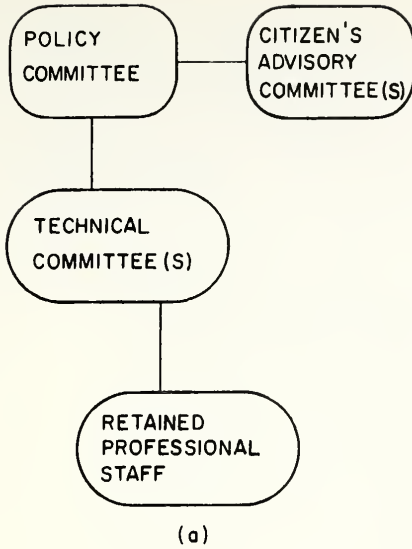 POLICY
COMMITTEE
CITIZEN'S
ADVISORY
COMMITTEE(S)
TECHNICAL
COMMITTEE(S)
RETAINED
PROFESSIONAL
STAFF
(a)